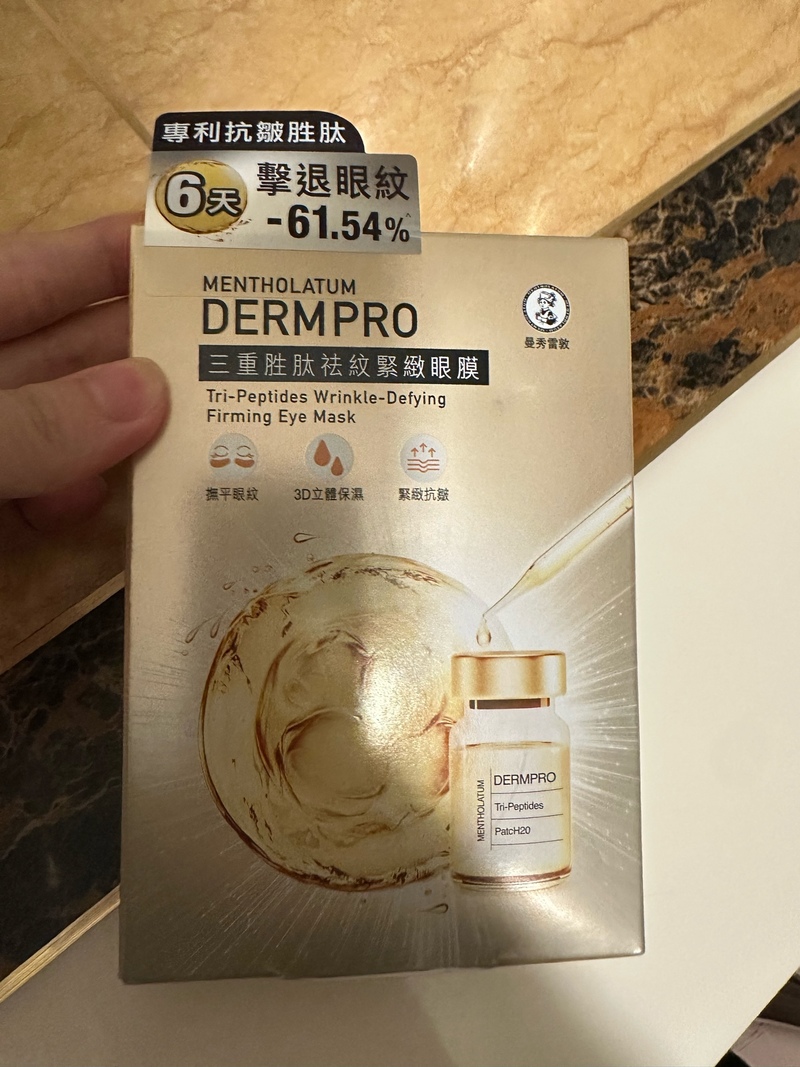 專利抗皺胜肽
6天
擊退眼紋
-61.54%^
MENTHOLATUM
DERMPRO
曼秀雷敦
三重胜肽祛紋緊緻眼膜
Tri-Peptides Wrinkle-Defying
Firming Eye Mask
撫平眼紋
3D立體保濕
緊緻抗皺
MENTHOLATUM
DERMPRO
Tri-Peptides
PatcH20